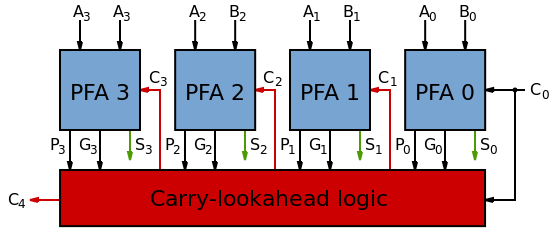 A3 A3 A2 B2 A1 B1 A0 B0
PFA 3 C3 PFA 2 C2 PFA 1 C1 PFA 0 C0
P3 G3 S3 P2 G2 S2 P1 G1 S1 P0 G0 S0
C4 Carry-lookahead logic